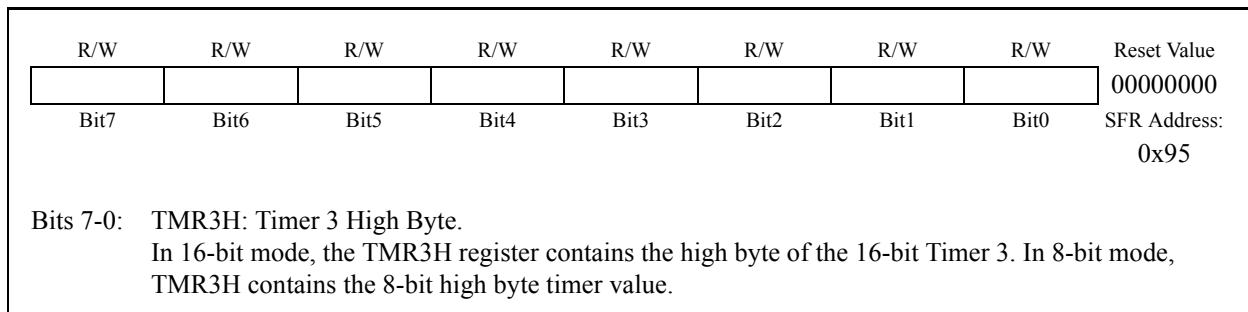 R/W R/W R/W R/W R/W R/W R/W R/W Reset Value
00000000
Bit7 Bit6 Bit5 Bit4 Bit3 Bit2 Bit1 Bit0 SFR Address:
0x95
Bits 7-0: TMR3H: Timer 3 High Byte.
In 16-bit mode, the TMR3H register contains the high byte of the 16-bit Timer 3. In 8-bit mode,
TMR3H contains the 8-bit high byte timer value.